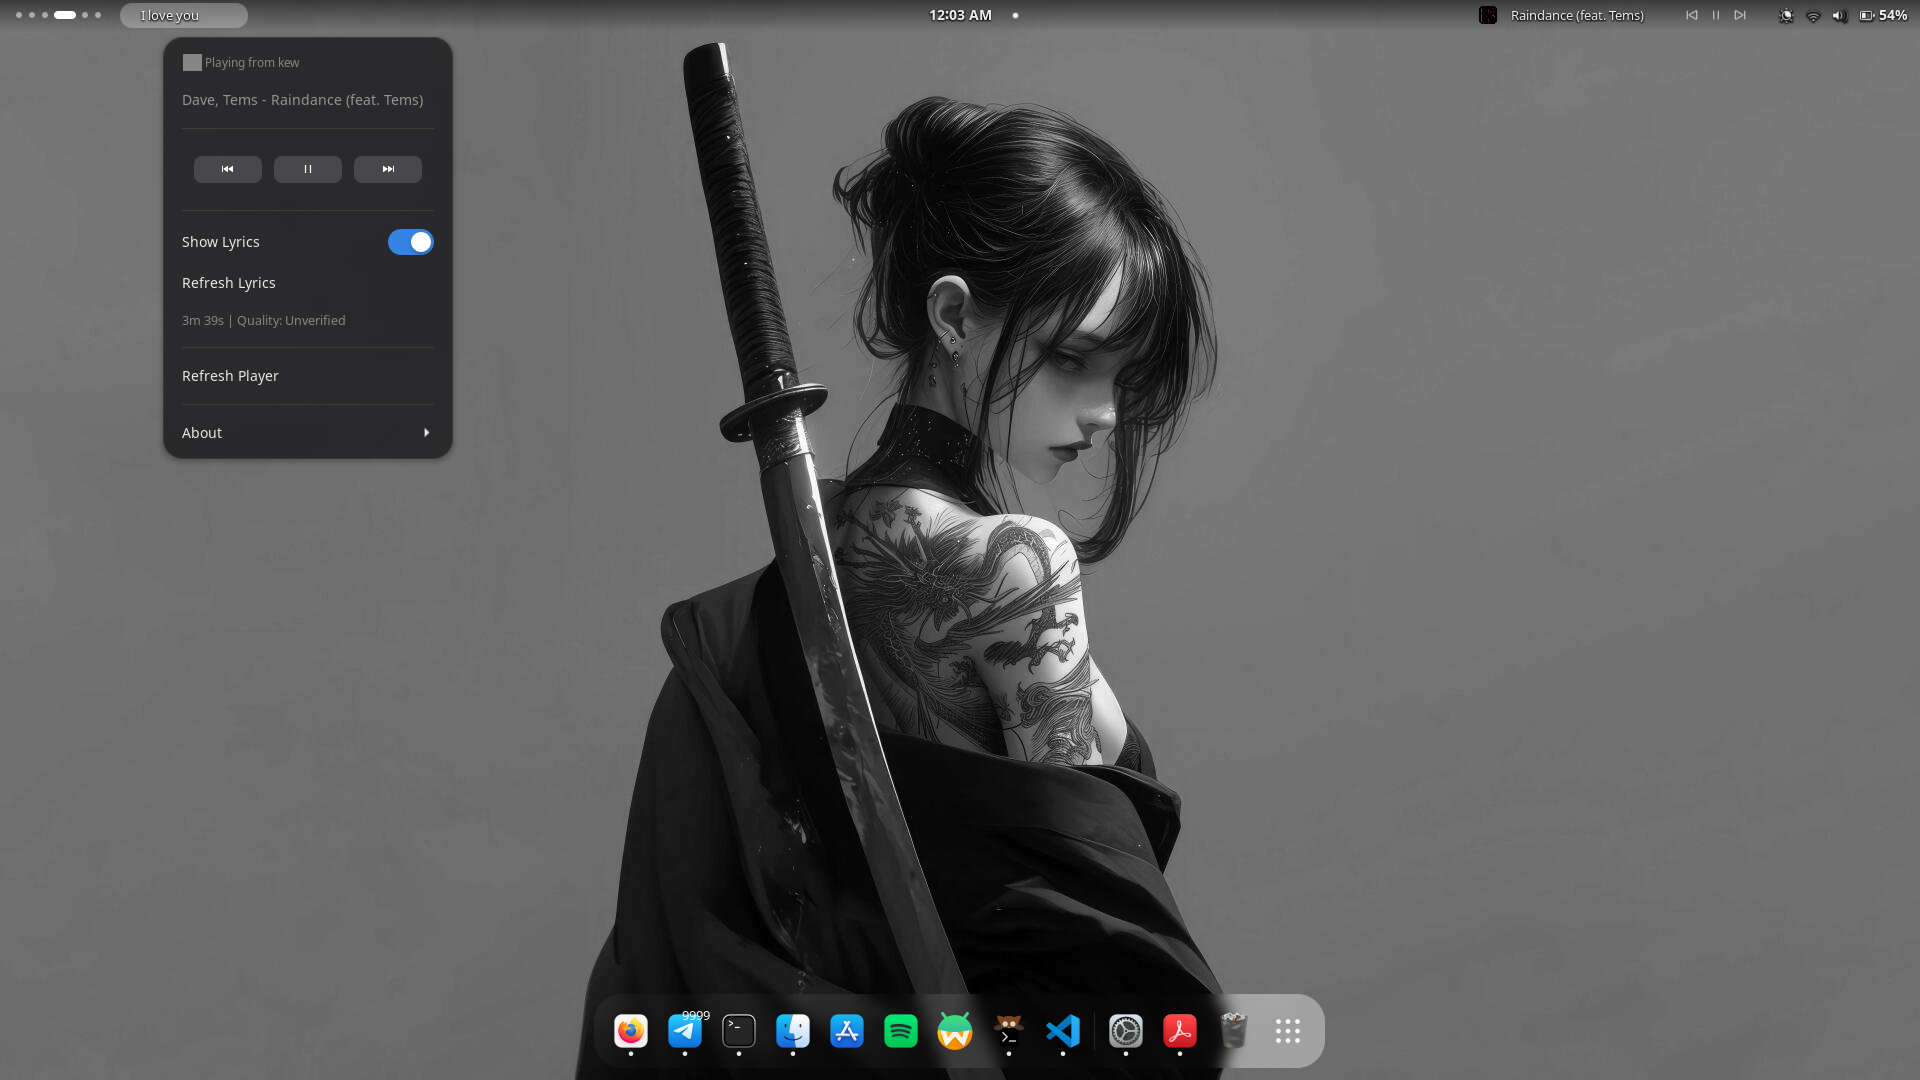 I love you
12:03 AM
Raindance (feat. Tems)
54%
Playing from kew
Dave, Tems - Raindance (feat. Tems)
Show Lyrics
Refresh Lyrics
3m 39s | Quality: Unverified
Refresh Player
About
9999